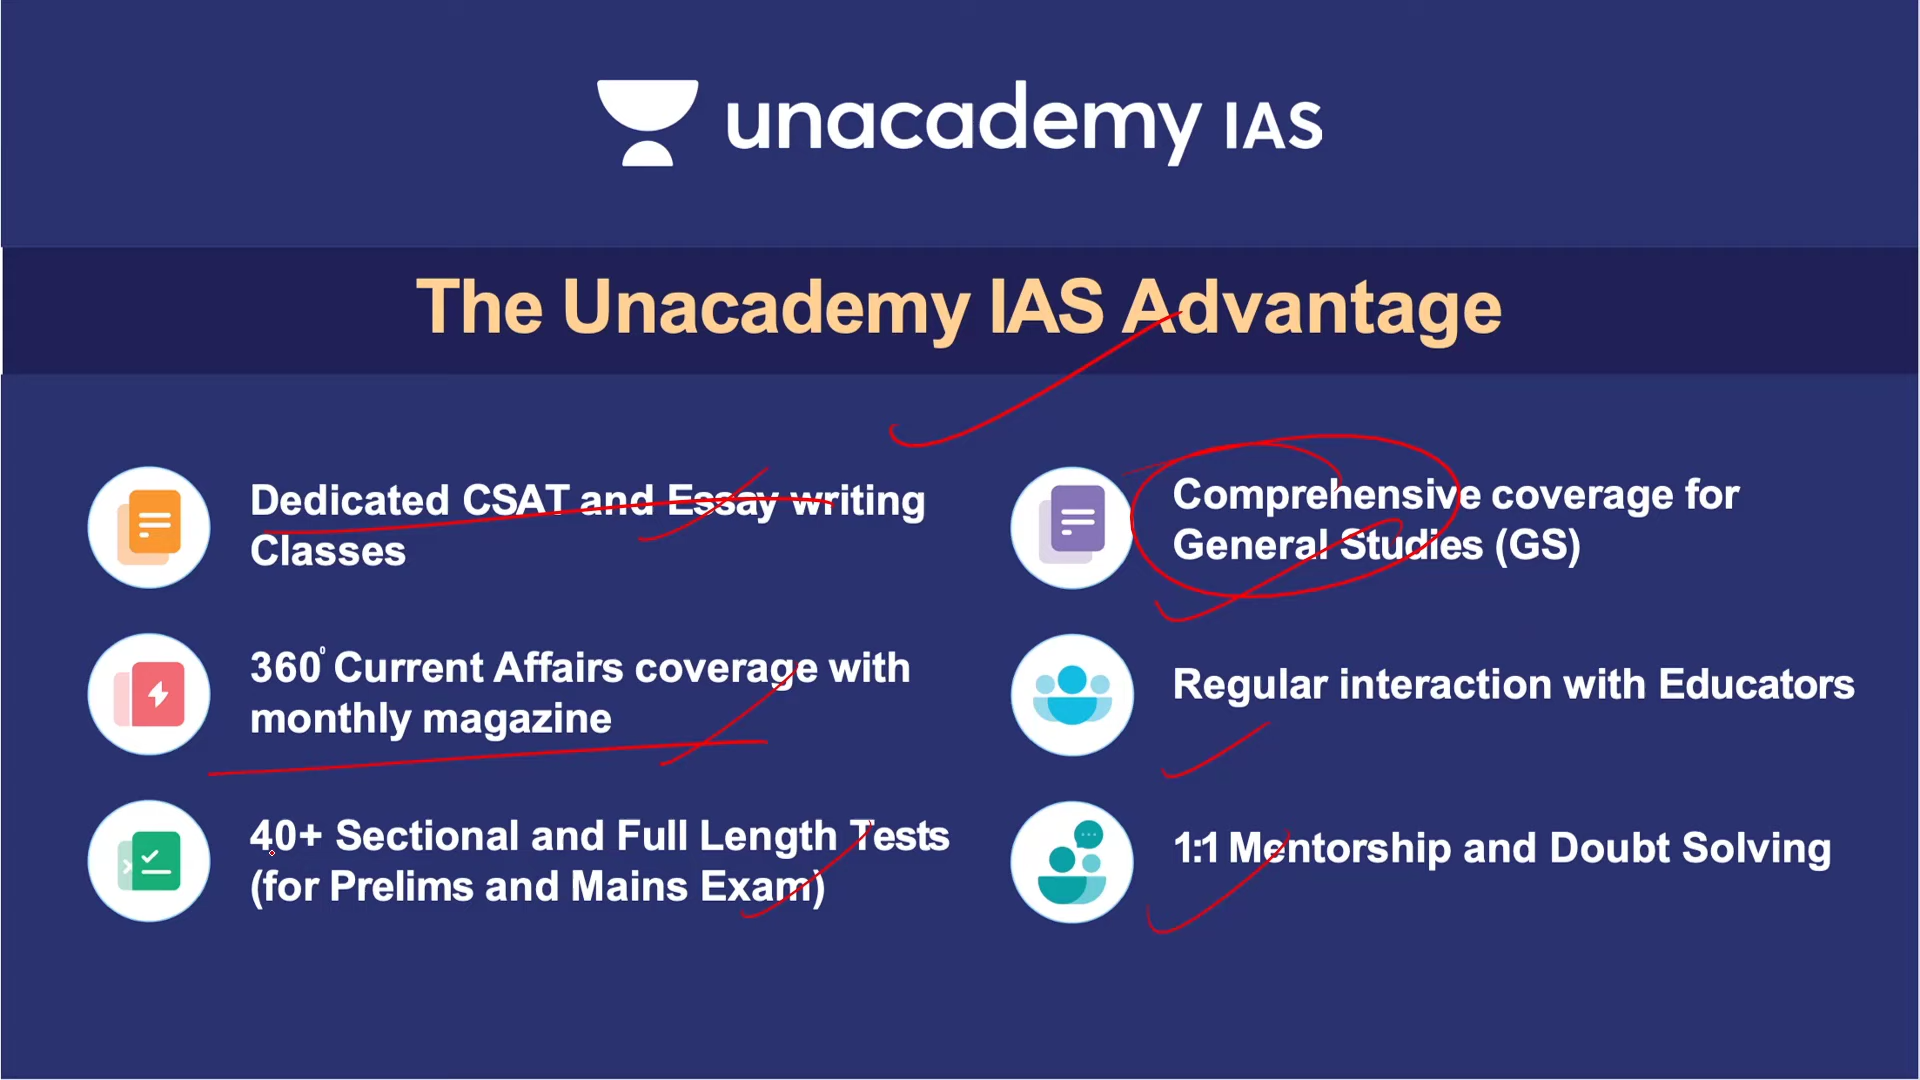 unacademy IAS
The Unacademy IAS Advantage
Dedicated CSAT and Essay writing
Classes
Comprehensive coverage for
General Studies (GS)
360⁰ Current Affairs coverage with
monthly magazine
Regular interaction with Educators
40+ Sectional and Full Length Tests
(for Prelims and Mains Exam)
1:1 Mentorship and Doubt Solving